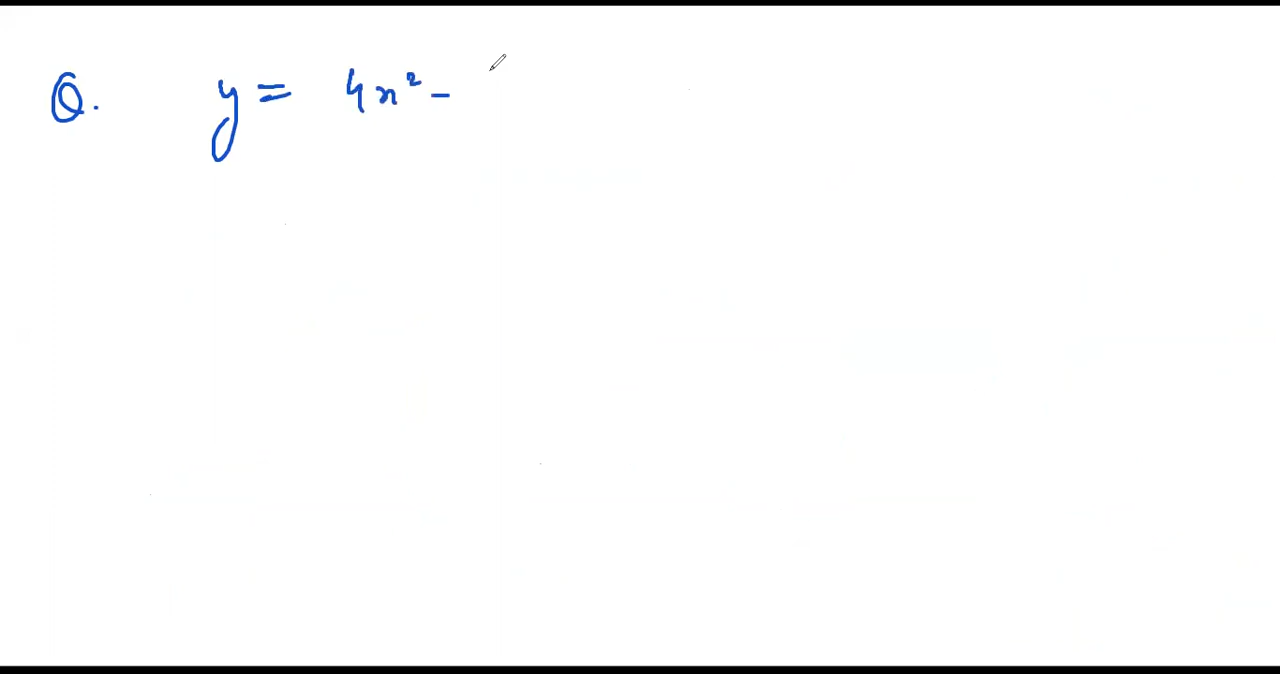 Q. y = 4x² -